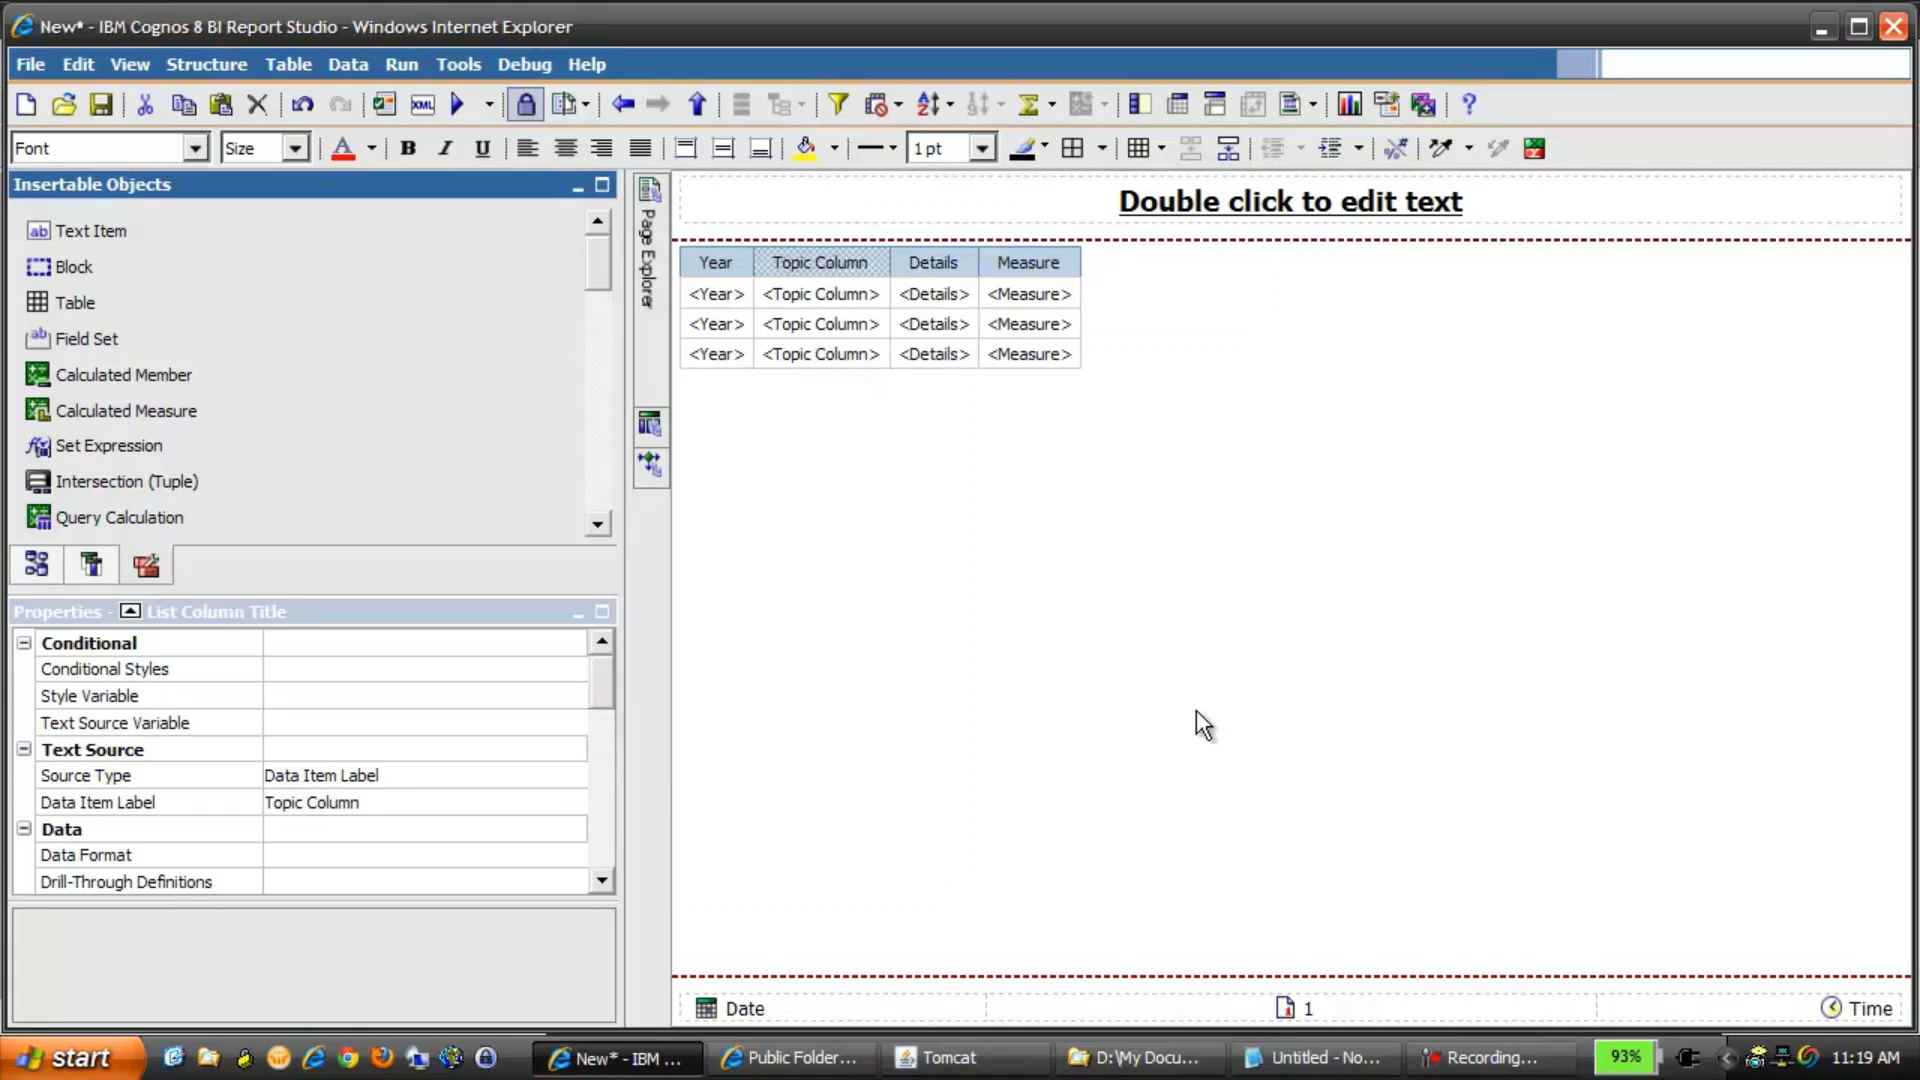 New* - IBM Cognos 8 BI Report Studio - Windows Internet Explorer
File Edit View Structure Table Data Run Tools Debug Help
XML
Font Size A B I U 1 pt
Insertable Objects
Text Item
Block
Table
Field Set
Calculated Member
Calculated Measure
Set Expression
Intersection (Tuple)
Query Calculation
Properties - List Column Title
Conditional
Conditional Styles
Style Variable
Text Source Variable
Text Source
Source Type Data Item Label
Data Item Label Topic Column
Data
Data Format
Drill-Through Definitions
Page Explorer
Double click to edit text
Year Topic Column Details Measure
<Year> <Topic Column> <Details> <Measure>
<Year> <Topic Column> <Details> <Measure>
<Year> <Topic Column> <Details> <Measure>
Date 1 Time
start New* - IBM ... Public Folder... Tomcat D:\My Docu... Untitled - No... Recording... 93% 11:19 AM